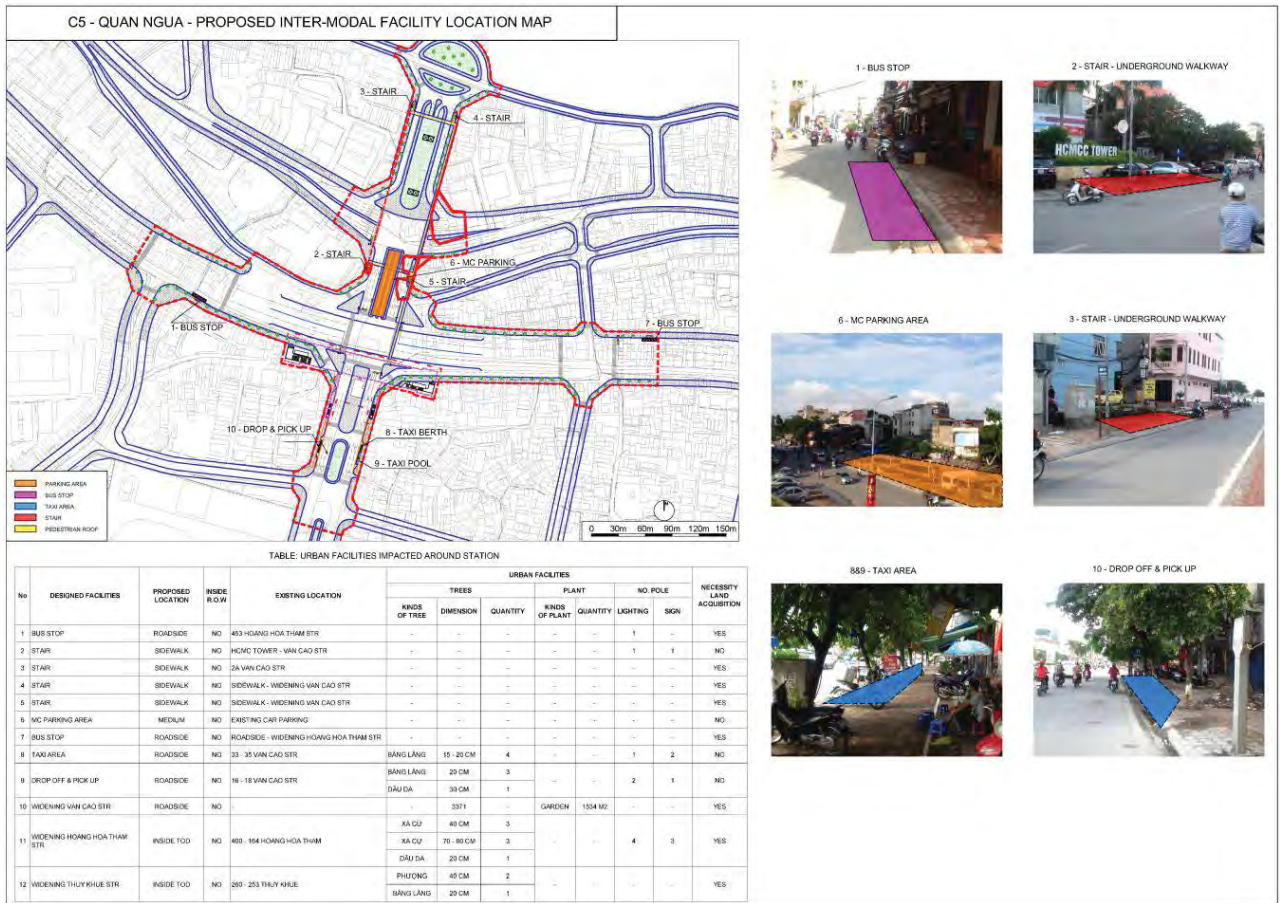 C5 - QUAN NGUA - PROPOSED INTER-MODAL FACILITY LOCATION MAP
3 - STAIR
4 - STAIR
2 - STAIR
6 - MC PARKING
5 - STAIR
1- BUS STOP
7 - BUS STOP
10 - DROP & PICK UP
8 - TAXI BERTH
9 - TAXI POOL
PARKING AREA
BUS STOP
TAXI AREA
STAIR
PEDESTRIAN ROOF
0 30m 60m 90m 120m 150m
1 - BUS STOP
2 - STAIR - UNDERGROUND WALKWAY
HCMCC TOWER
6 - MC PARKING AREA
3 - STAIR - UNDERGROUND WALKWAY
8&9 - TAXI AREA
10 - DROP OFF & PICK UP
TABLE: URBAN FACILITIES IMPACTED AROUND STATION
No DESIGNED FACILITIES PROPOSED LOCATION INSIDE R.O.W EXISTING LOCATION URBAN FACILITIES NECESSITY LAND ACQUISITION
TREES PLANT NO. POLE
KINDS OF TREE DIMENSION QUANTITY KINDS OF PLANT QUANTITY LIGHTING SIGN
1 BUS STOP ROADSIDE NO 453 HOANG HOA THAM STR - - - - - 1 - YES
2 STAIR SIDEWALK NO HCMC TOWER - VAN CAO STR - - - - - 1 1 NO
3 STAIR SIDEWALK NO 2A VAN CAO STR - - - - - - - YES
4 STAIR SIDEWALK NO SIDEWALK - WIDENING VAN CAO STR - - - - - - - YES
5 STAIR SIDEWALK NO SIDEWALK - WIDENING VAN CAO STR - - - - - - - YES
6 MC PARKING AREA MEDIUM NO EXISTING CAR PARKING - - - - - - - NO
7 BUS STOP ROADSIDE NO ROADSIDE - WIDENING HOANG HOA THAM STR - - - - - - - YES
8 TAXI AREA ROADSIDE NO 33 - 35 VAN CAO STR BĂNG LĂNG 15 - 20 CM 4 - - 1 2 NO
9 DROP OFF & PICK UP ROADSIDE NO 16 - 18 VAN CAO STR BĂNG LĂNG 20 CM 3 - - 2 1 NO
DÂU DA 30 CM 1
10 WIDENING VAN CAO STR ROADSIDE NO - - 3371 - GARDEN 1534 M2 - - YES
11 WIDENING HOANG HOA THAM STR INSIDE TOD NO 460 - 164 HOANG HOA THAM XÀ CỪ 40 CM 3 - - 4 3 YES
XÀ CỪ 70 - 80 CM 3
DÂU DA 20 CM 1
12 WIDENING THUY KHUE STR INSIDE TOD NO 260 - 253 THUY KHUE PHƯỢNG 40 CM 2 - - - - YES
BĂNG LĂNG 20 CM 1